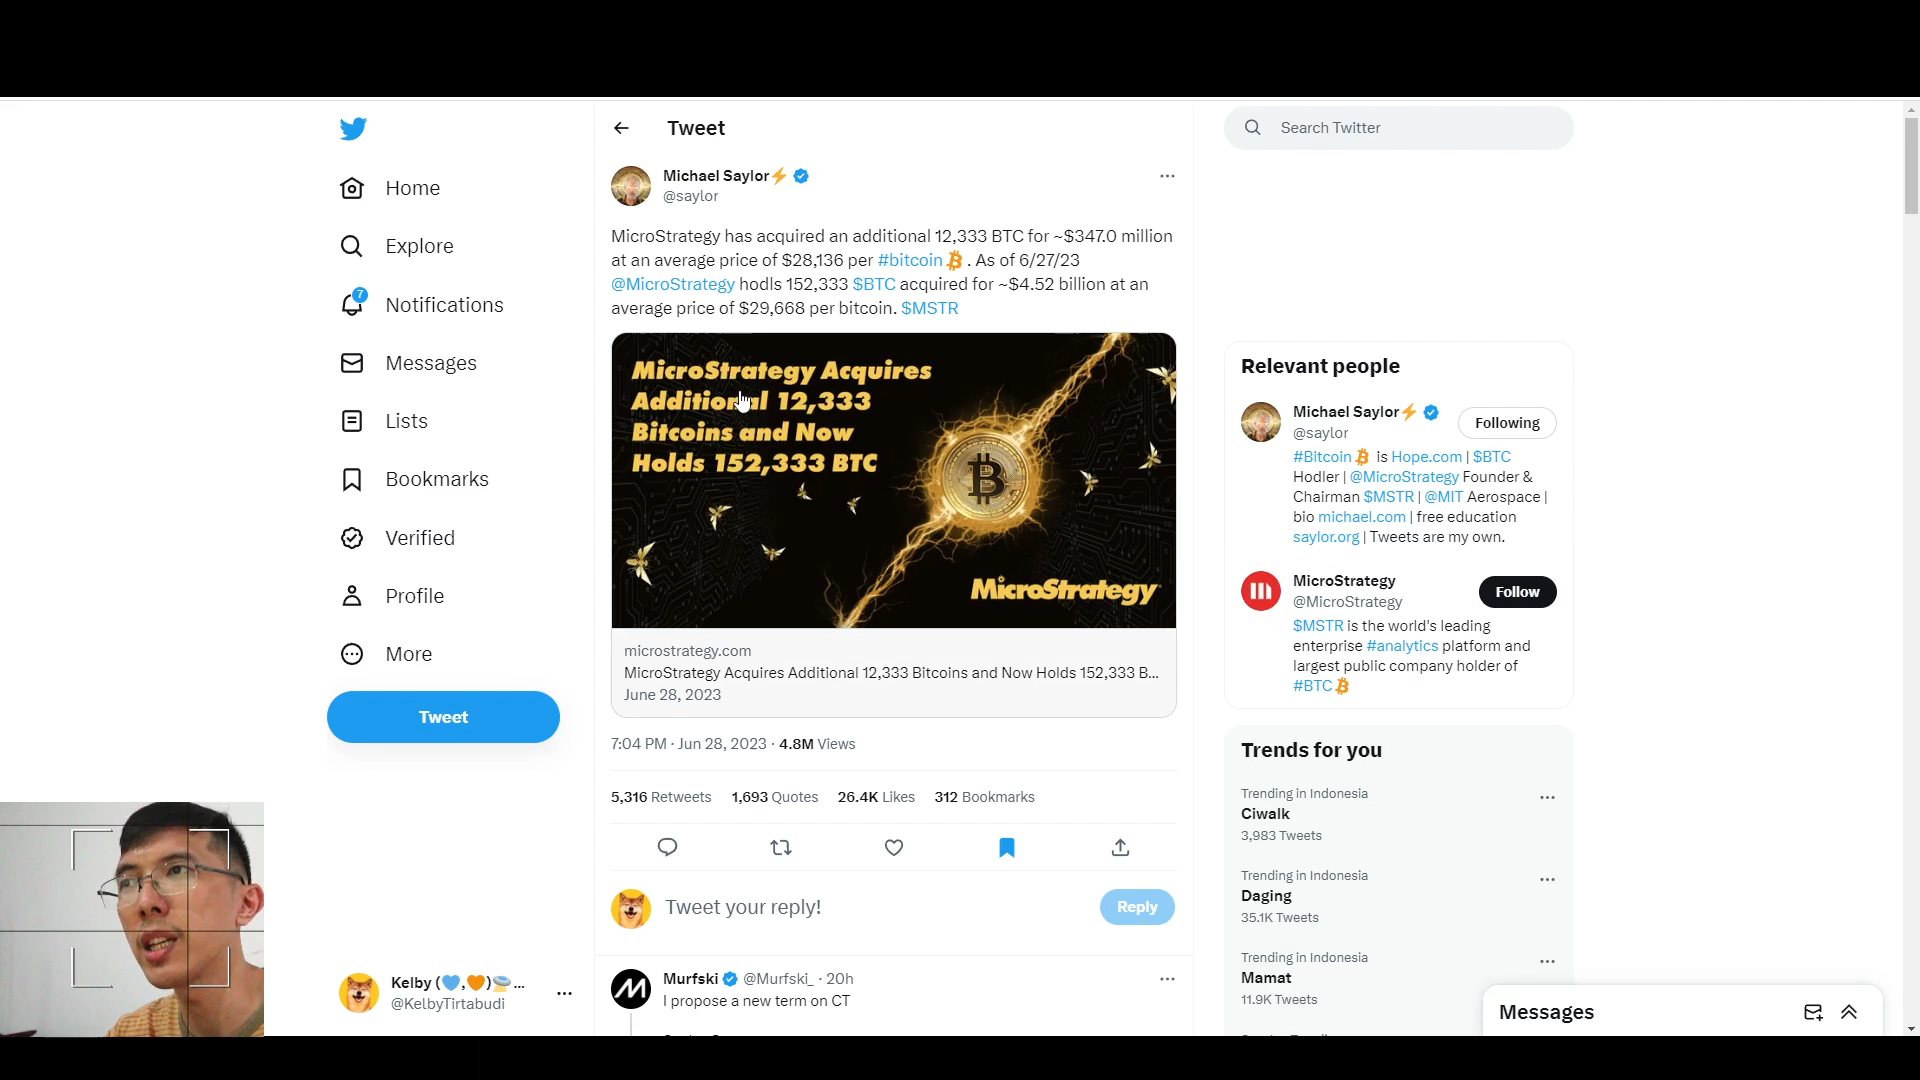 Home
Explore
7
Notifications
Messages
Lists
Bookmarks
Verified
Profile
More
Tweet
Kelby (💙,🧡)...
@KelbyTirtabudi
Tweet
Michael Saylor⚡
@saylor
MicroStrategy has acquired an additional 12,333 BTC for ~$347.0 million
at an average price of $28,136 per #bitcoin . As of 6/27/23
@MicroStrategy hodls 152,333 $BTC acquired for ~$4.52 billion at an
average price of $29,668 per bitcoin. $MSTR
MicroStrategy Acquires
Additional 12,333
Bitcoins and Now
Holds 152,333 BTC
MicroStrategy
microstrategy.com
MicroStrategy Acquires Additional 12,333 Bitcoins and Now Holds 152,333 B...
June 28, 2023
7:04 PM · Jun 28, 2023 · 4.8M Views
5,316 Retweets 1,693 Quotes 26.4K Likes 312 Bookmarks
Tweet your reply!
Reply
Murfski @Murfski_ · 20h
I propose a new term on CT
Search Twitter
Relevant people
Michael Saylor⚡
@saylor
Following
#Bitcoin is Hope.com | $BTC
Hodler | @MicroStrategy Founder &
Chairman $MSTR | @MIT Aerospace |
bio michael.com | free education
saylor.org | Tweets are my own.
MicroStrategy
@MicroStrategy
Follow
$MSTR is the world's leading
enterprise #analytics platform and
largest public company holder of
#BTC
Trends for you
Trending in Indonesia
Ciwalk
3,983 Tweets
Trending in Indonesia
Daging
35.1K Tweets
Trending in Indonesia
Mamat
11.9K Tweets
Messages